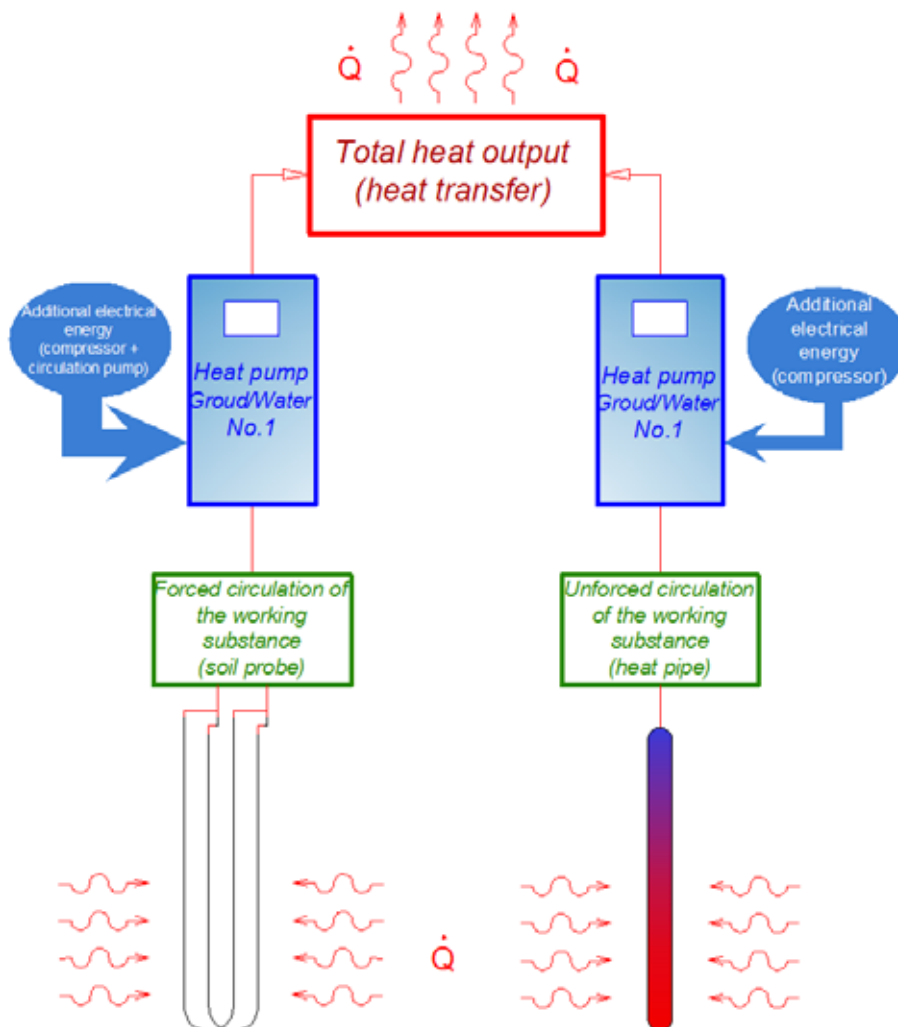 Q̇
Q̇
Total heat output
(heat transfer)
Additional electrical
energy
(compressor +
circulation pump)
Heat pump
Groud/Water
No.1
Heat pump
Groud/Water
No.1
Additional
electrical
energy
(compressor)
Forced circulation of
the working
substance
(soil probe)
Unforced circulation
of the working
substance
(heat pipe)
Q̇